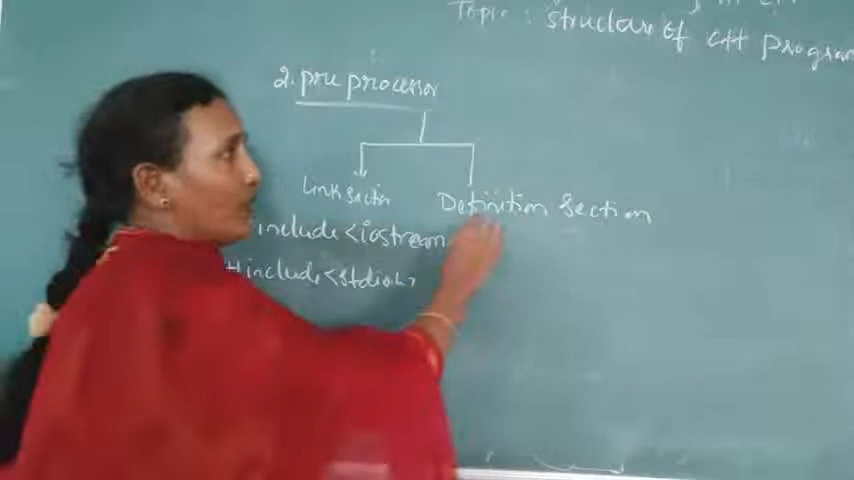 Topic : structure of C++ program
2. pre processor
Link Section
Definition Section
include <iostream
#include <stdio.h>